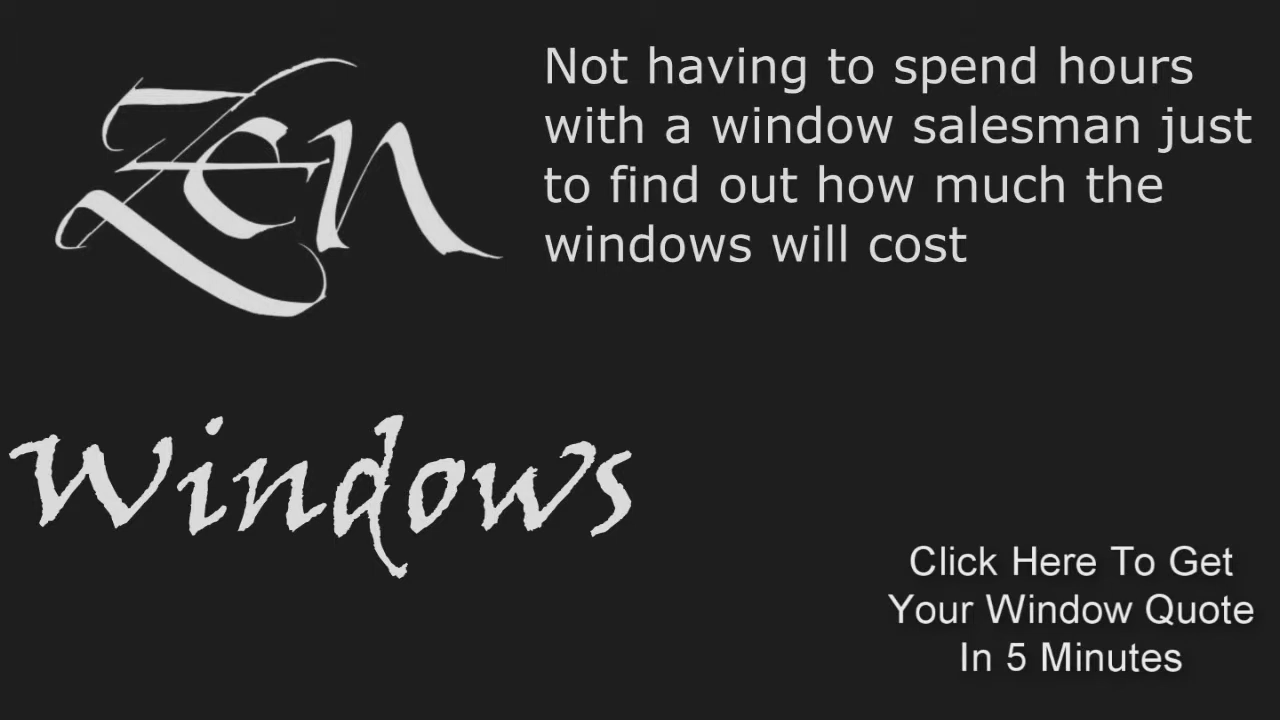 Zen
Not having to spend hours
with a window salesman just
to find out how much the
windows will cost
Windows
Click Here To Get
Your Window Quote
In 5 Minutes